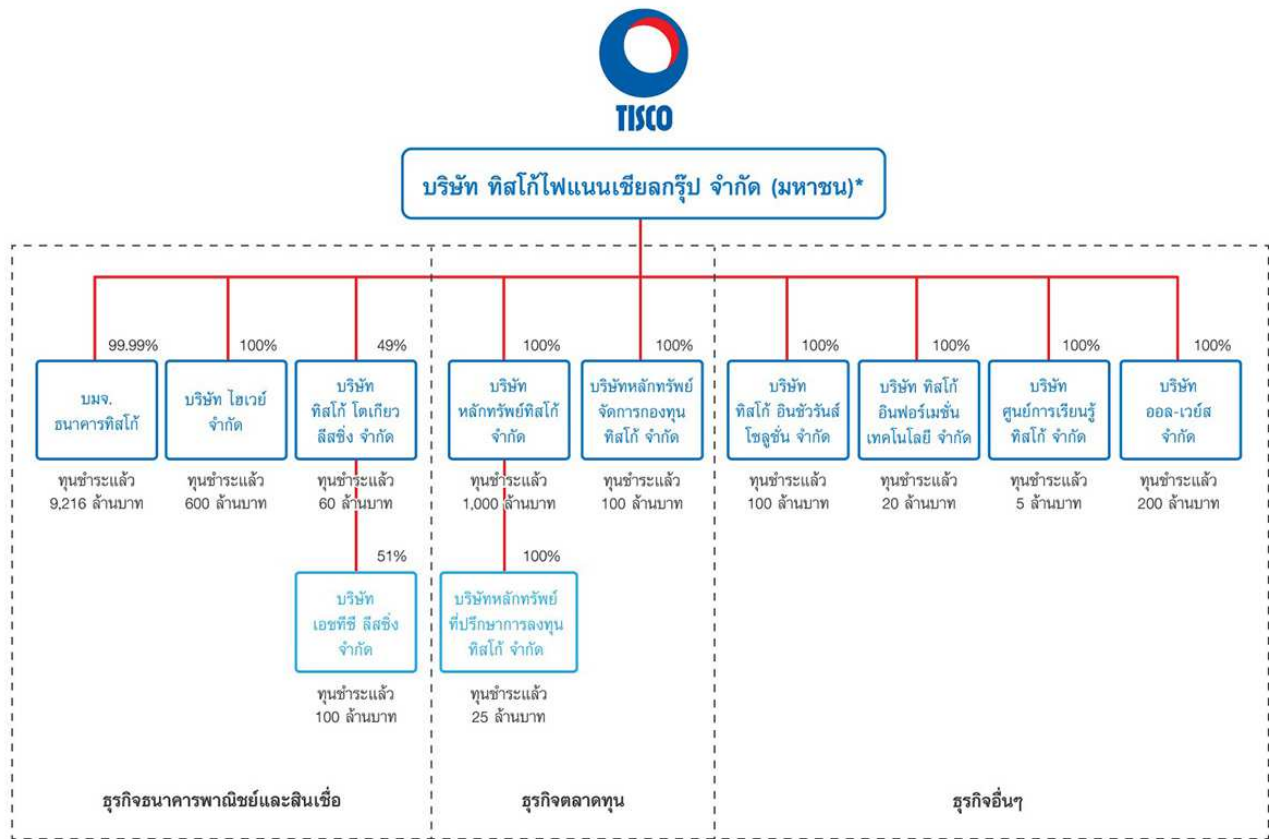 TISCO
บริษัท ทิสโก้ไฟแนนเชียลกรุ๊ป จำกัด (มหาชน)*
99.99%
บมจ.
ธนาคารทิสโก้
ทุนชำระแล้ว
9,216 ล้านบาท
100%
บริษัท ไฮเวย์
จำกัด
ทุนชำระแล้ว
600 ล้านบาท
49%
บริษัท
ทิสโก้ โตเกียว
ลีสซิ่ง จำกัด
ทุนชำระแล้ว
60 ล้านบาท
51%
บริษัท
เอชทีซี ลีสซิ่ง
จำกัด
ทุนชำระแล้ว
100 ล้านบาท
ธุรกิจธนาคารพาณิชย์และสินเชื่อ
100%
บริษัท
หลักทรัพย์ทิสโก้
จำกัด
ทุนชำระแล้ว
1,000 ล้านบาท
100%
บริษัทหลักทรัพย์
จัดการกองทุน
ทิสโก้ จำกัด
ทุนชำระแล้ว
100 ล้านบาท
100%
บริษัทหลักทรัพย์
ที่ปรึกษาการลงทุน
ทิสโก้ จำกัด
ทุนชำระแล้ว
25 ล้านบาท
ธุรกิจตลาดทุน
100%
บริษัท
ทิสโก้ อินชัวรันส์
โซลูชั่น จำกัด
ทุนชำระแล้ว
100 ล้านบาท
100%
บริษัท ทิสโก้
อินฟอร์เมชั่น
เทคโนโลยี จำกัด
ทุนชำระแล้ว
20 ล้านบาท
100%
บริษัท
ศูนย์การเรียนรู้
ทิสโก้ จำกัด
ทุนชำระแล้ว
5 ล้านบาท
100%
บริษัท
ออล-เวย์ส
จำกัด
ทุนชำระแล้ว
200 ล้านบาท
ธุรกิจอื่นๆ